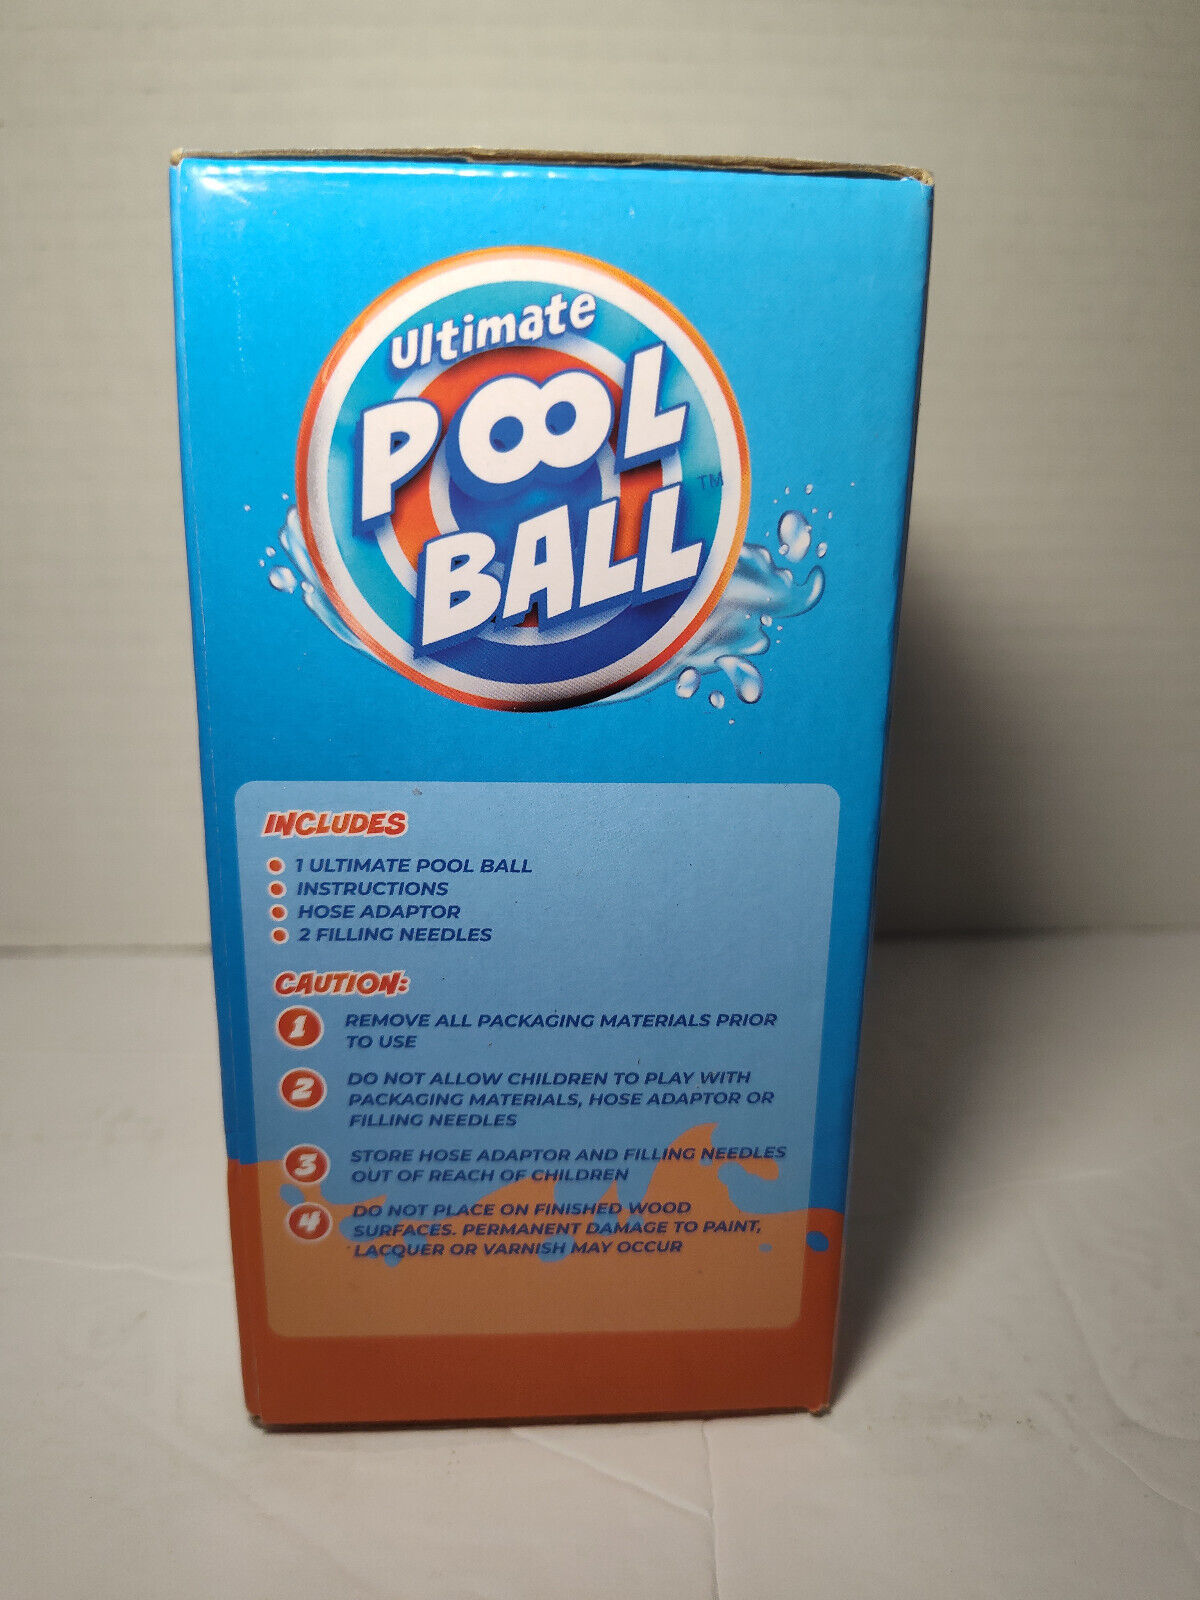 Ultimate
POOL
BALL™
INCLUDES
• 1 ULTIMATE POOL BALL
• INSTRUCTIONS
• HOSE ADAPTOR
• 2 FILLING NEEDLES
CAUTION:
1 REMOVE ALL PACKAGING MATERIALS PRIOR
TO USE
2 DO NOT ALLOW CHILDREN TO PLAY WITH
PACKAGING MATERIALS, HOSE ADAPTOR OR
FILLING NEEDLES
3 STORE HOSE ADAPTOR AND FILLING NEEDLES
OUT OF REACH OF CHILDREN
4 DO NOT PLACE ON FINISHED WOOD
SURFACES. PERMANENT DAMAGE TO PAINT,
LACQUER OR VARNISH MAY OCCUR